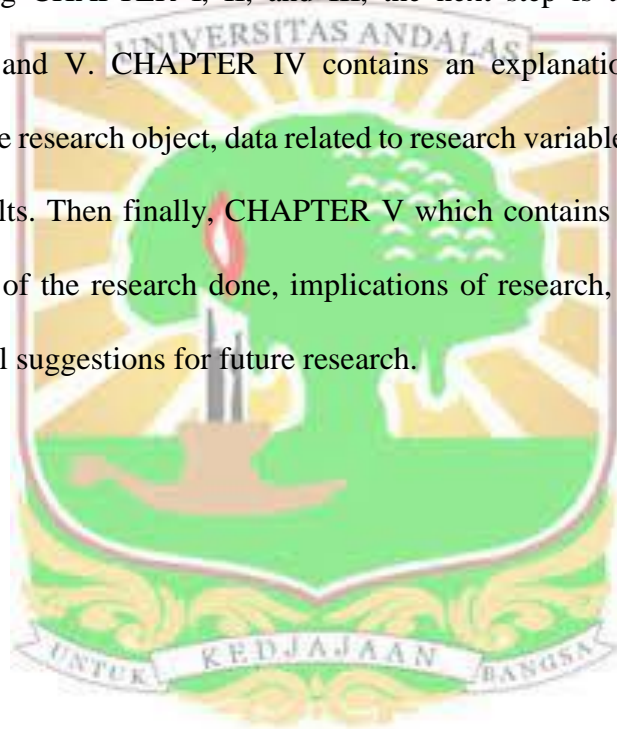 CHAPTER I, II, and III, the next step is
UNIVERSITAS ANDALAS
and V. CHAPTER IV contains an explanation
research object, data related to research variable
Then finally, CHAPTER V which contains
of the research done, implications of research,
suggestions for future research.
UNTUK KEDJAJAAN BANGSA